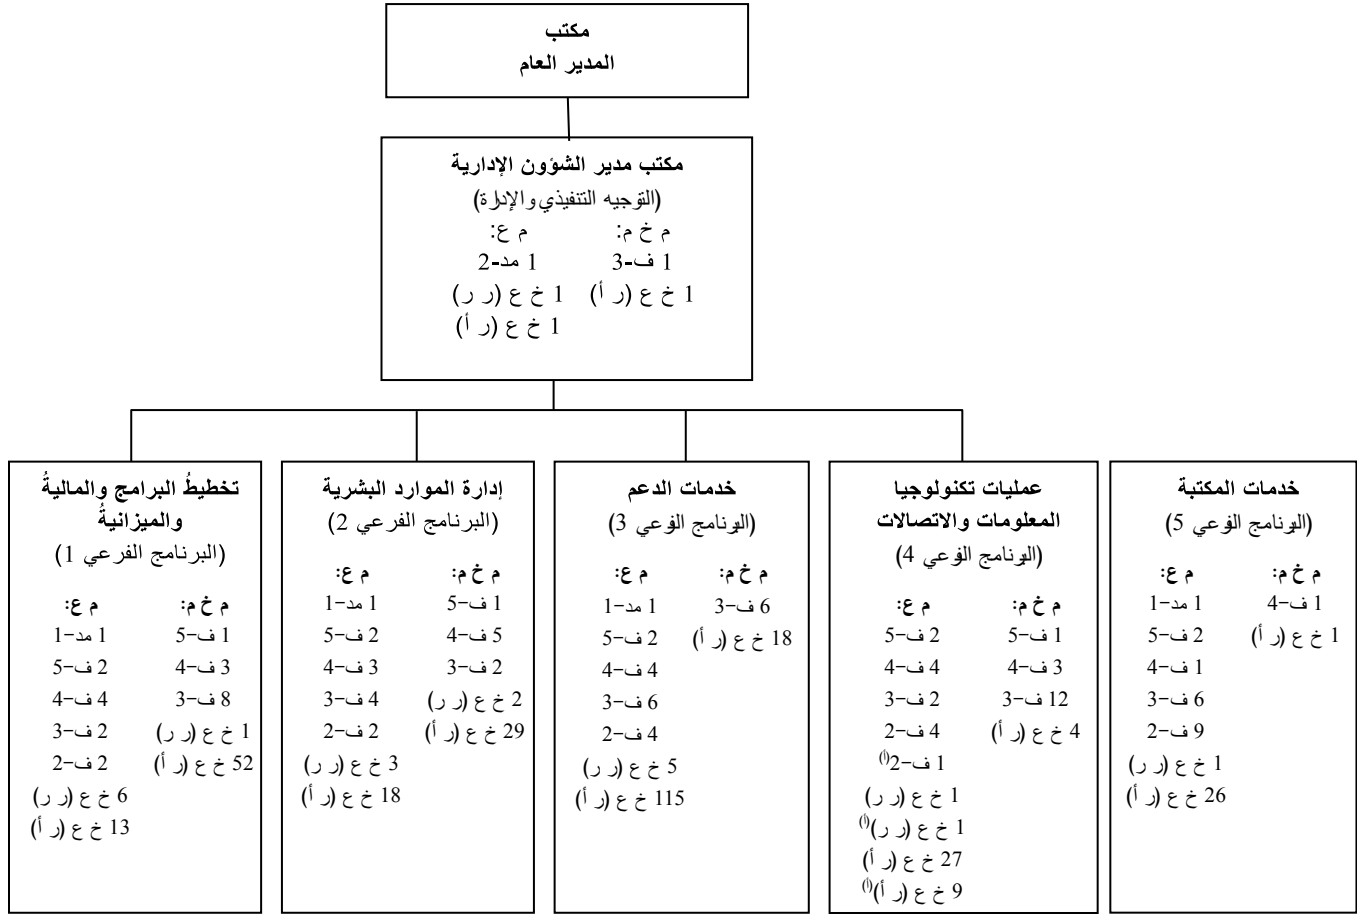 مكتب
المدير العام
مكتب مدير الشؤون الإدارية
(التوجيه التنفيذي والإدارة)
م خ م: م ع:
1 ف-3 1 مد-2
1 خ ع (ر أ) 1 خ ع (ر ر)
1 خ ع (ر أ)
خدمات المكتبة
(البرنامج الفرعي 5)
م خ م: م ع:
1 ف-4 1 مد-1
1 خ ع (ر أ) 2 ف-5
1 ف-4
6 ف-3
9 ف-2
1 خ ع (ر ر)
26 خ ع (ر أ)
عمليات تكنولوجيا
المعلومات والاتصالات
(البرنامج الفرعي 4)
م خ م: م ع:
1 ف-5 2 ف-5
3 ف-4 4 ف-4
12 ف-3 2 ف-3
4 خ ع (ر أ) 4 ف-2
1 ف-2(أ)
1 خ ع (ر ر)
1 خ ع (ر ر)(أ)
27 خ ع (ر أ)
9 خ ع (ر أ)(أ)
خدمات الدعم
(البرنامج الفرعي 3)
م خ م: م ع:
6 ف-3 1 مد-1
18 خ ع (ر أ) 2 ف-5
4 ف-4
6 ف-3
4 ف-2
5 خ ع (ر ر)
115 خ ع (ر أ)
إدارة الموارد البشرية
(البرنامج الفرعي 2)
م خ م: م ع:
1 ف-5 1 مد-1
5 ف-4 2 ف-5
2 ف-3 3 ف-4
2 خ ع (ر ر) 4 ف-3
29 خ ع (ر أ) 2 ف-2
3 خ ع (ر ر)
18 خ ع (ر أ)
تخطيطُ البرامج والماليةُ
والميزانيةُ
(البرنامج الفرعي 1)
م خ م: م ع:
1 ف-5 1 مد-1
3 ف-4 2 ف-5
8 ف-3 4 ف-4
1 خ ع (ر ر) 2 ف-3
52 خ ع (ر أ) 2 ف-2
6 خ ع (ر ر)
13 خ ع (ر أ)